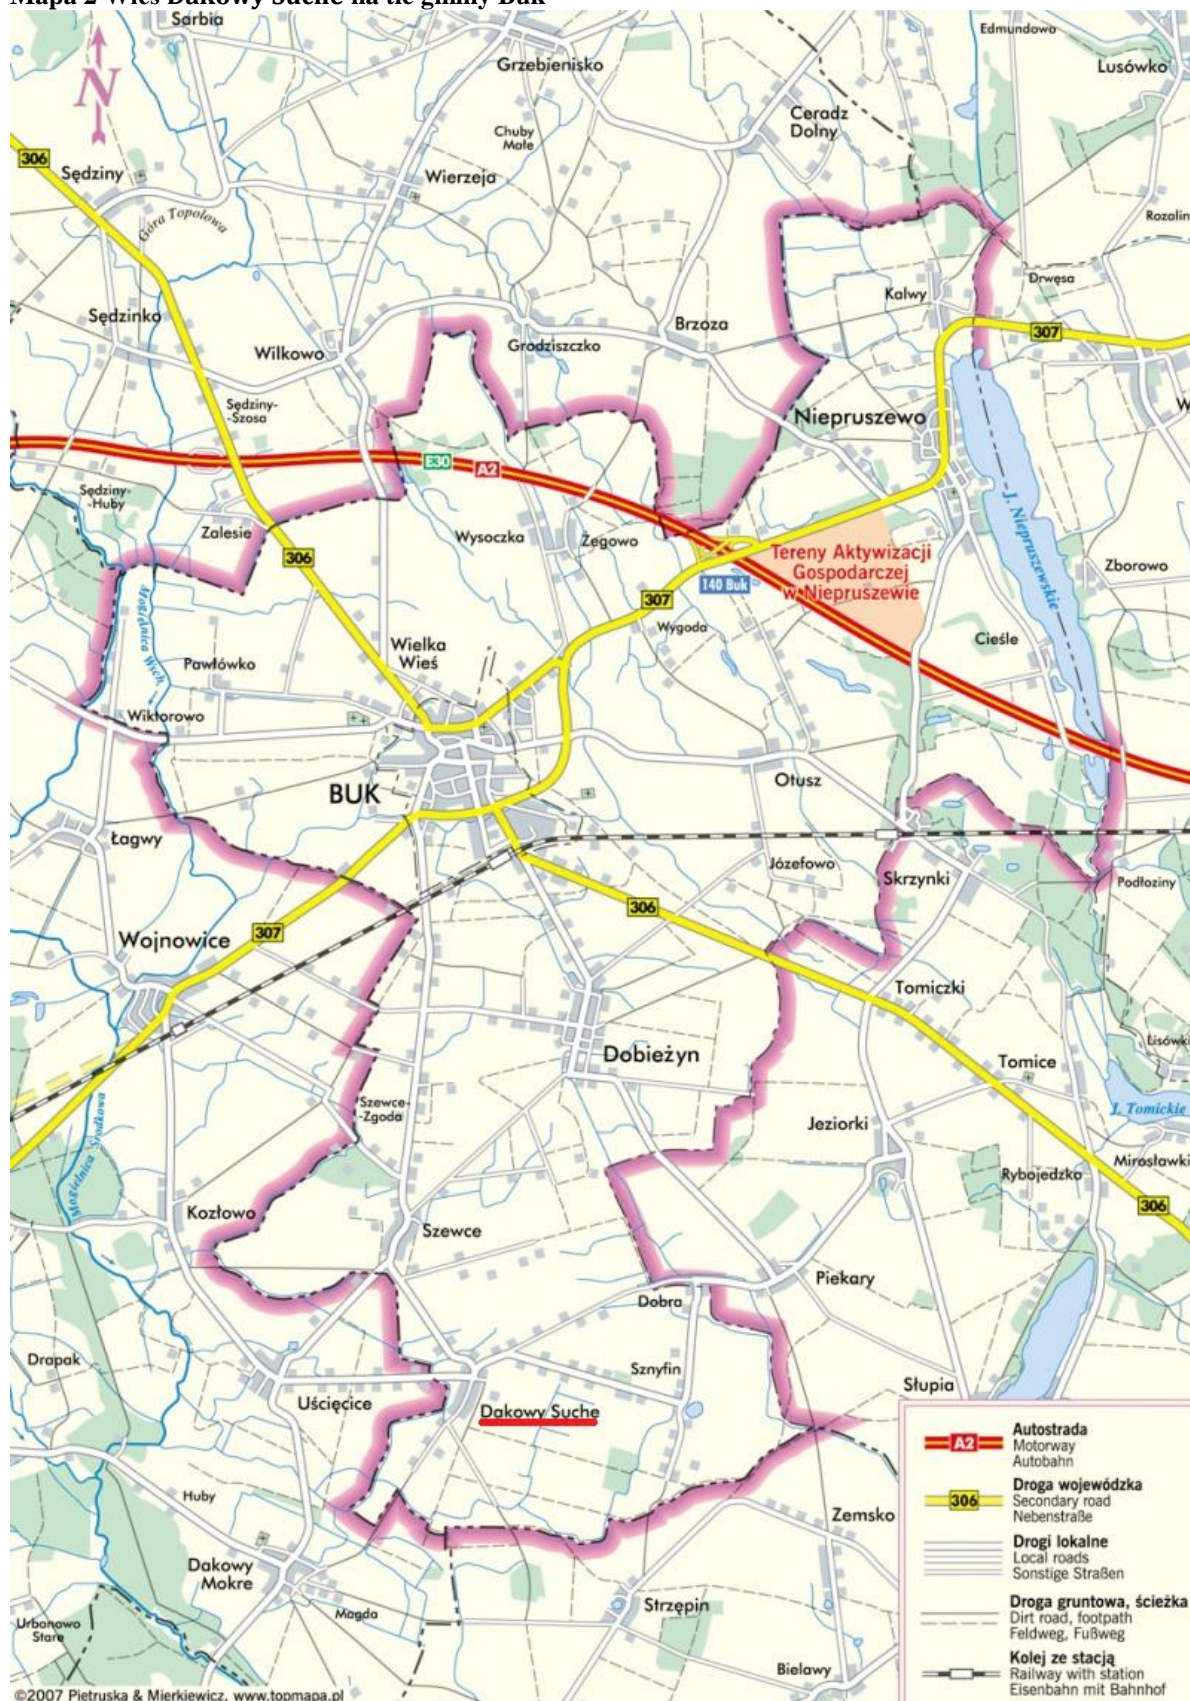 Mapa 2 Wieś Dakowy Suche na tle gminy Buk
Sarbia
Edmundowo
Grzebienisko
Lusówko
N
Ceradz
Dolny
Chuby
Małe
306
Sędziny
Wierzeja
Góra Topolowa
Rozalin
Drwęsa
Kalwy
Sędzinko
Brzoza
307
Grodziszczko
Wilkowo
Sędziny-
-Szosa
Niepruszewo
W
E30
A2
Sędziny-
-Huby
J. Niepruszewskie
Zalesie
Wysoczka
Żegowo
306
Tereny Aktywizacji
Gospodarczej
w Niepruszewie
Zborowo
140 Buk
307
Mogielnica Wsch.
Wygoda
Cieśle
Wielka
Wieś
Pawłówko
Wiktorowo
Otusz
BUK
Łagwy
Józefowo
Skrzynki
Podłoziny
306
307
Wojnowice
Tomiczki
Lisówki
Dobieżyn
Tomice
Szewce-
-Zgoda
J. Tomickie
Mogielnica Środkowa
Jeziorki
Mirosławki
Rybojedzko
306
Kozłowo
Szewce
Piekary
Dobra
Drapak
Sznyfin
Słupia
Uścięcice
Dakowy Suche
A2
Autostrada
Motorway
Autobahn
306
Droga wojewódzka
Secondary road
Nebenstraße
Huby
Zemsko
Drogi lokalne
Local roads
Sonstige Straßen
Dakowy
Mokre
Droga gruntowa, ścieżka
Dirt road, footpath
Feldweg, Fußweg
Magda
Strzępin
Urbanowo
Stare
Kolej ze stacją
Railway with station
Eisenbahn mit Bahnhof
Bielawy
©2007 Pietruska & Mierkiewicz, www.topmapa.pl